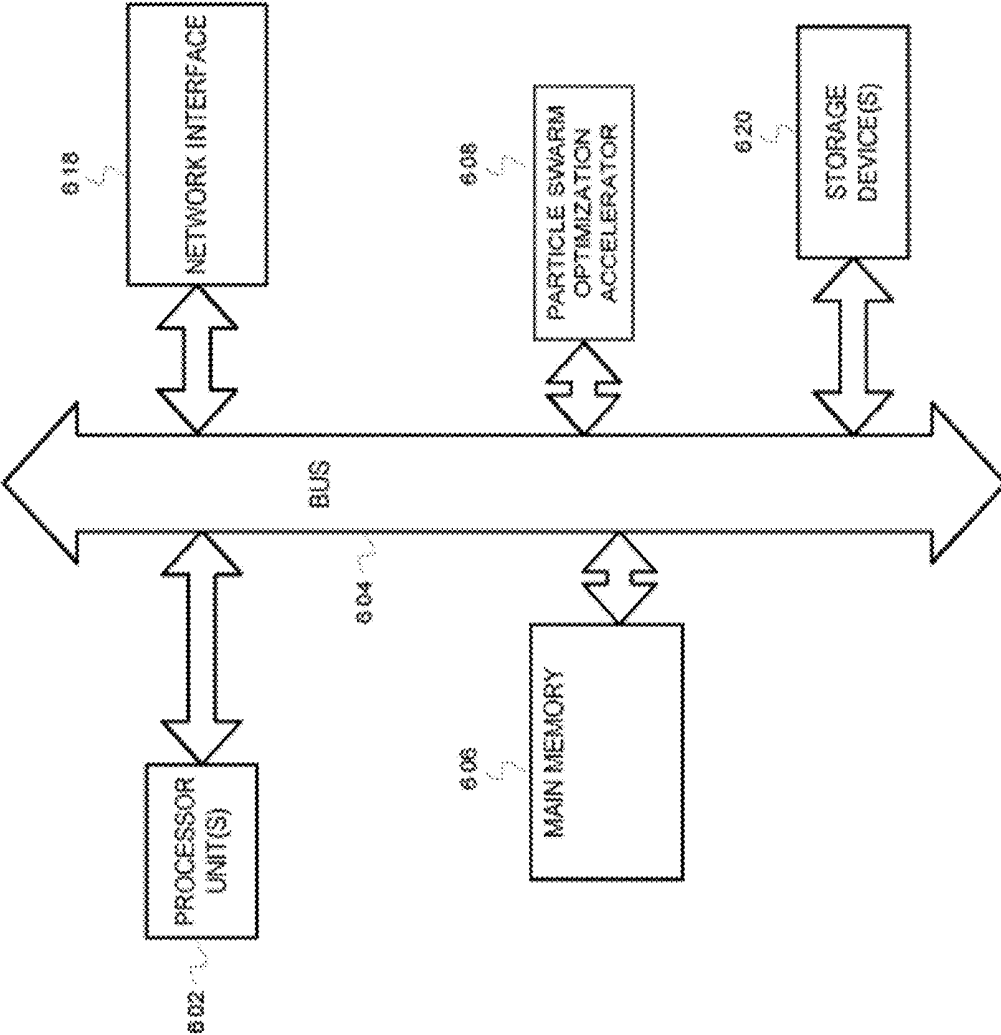 618
602
PROCESSOR
UNIT(S)
NETWORK INTERFACE
BUS
604
606
MAIN MEMORY
608
PARTICLE SWARM
OPTIMIZATION
ACCELERATOR
620
STORAGE
DEVICE(S)